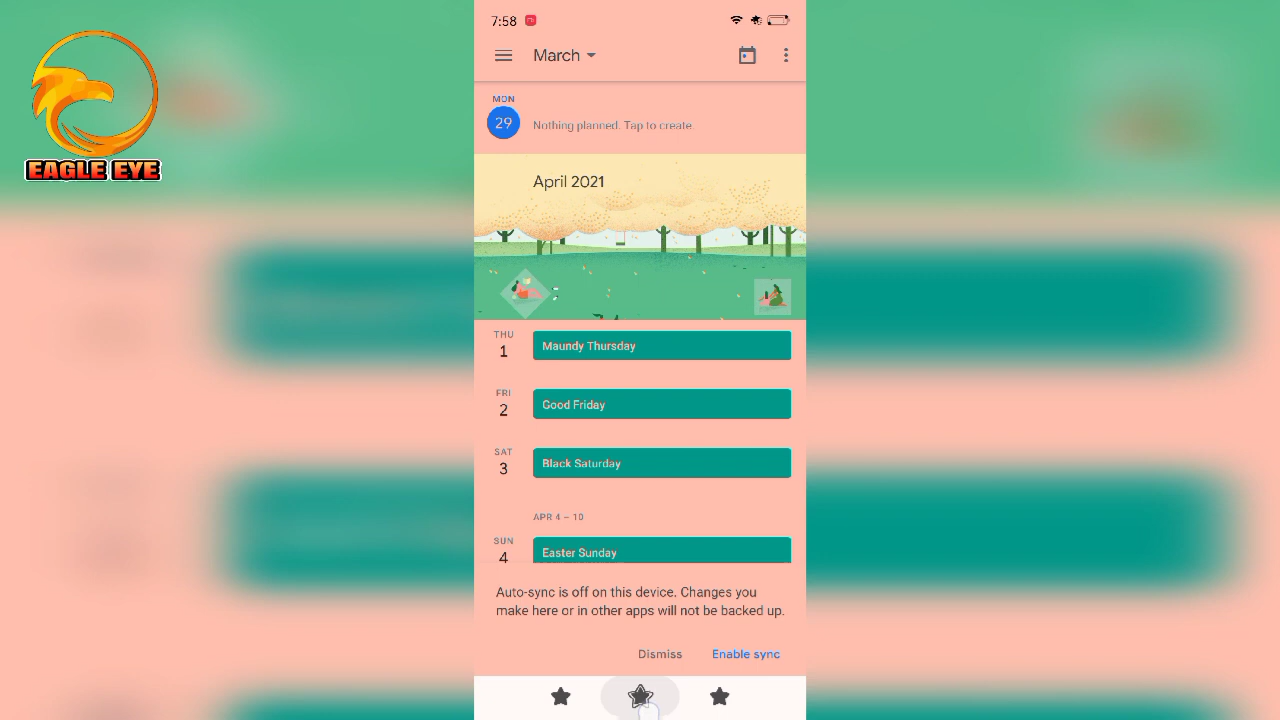 EAGLE EYE
7:58
March
MON
29
Nothing planned. Tap to create.
April 2021
THU
1
Maundy Thursday
FRI
2
Good Friday
SAT
3
Black Saturday
APR 4 – 10
SUN
4
Easter Sunday
Auto-sync is off on this device. Changes you
make here or in other apps will not be backed up.
Dismiss
Enable sync